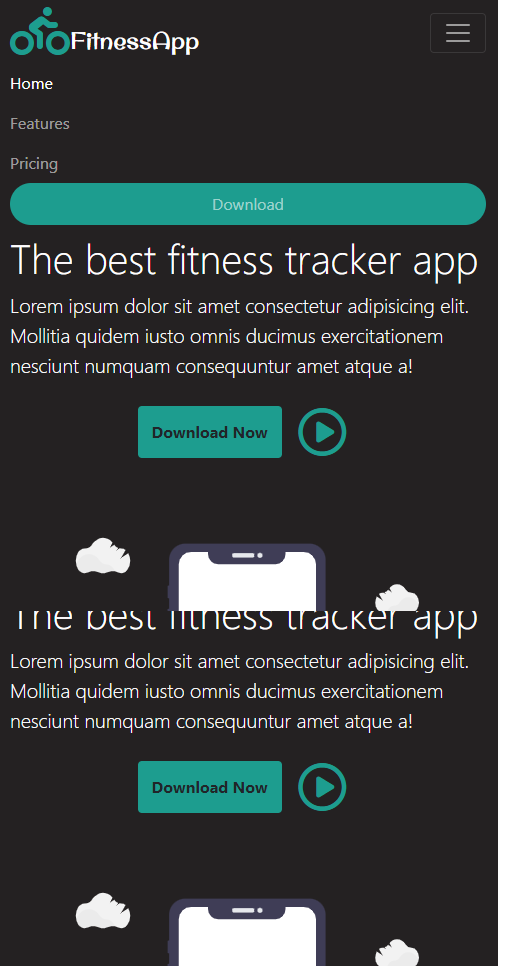 FitnessApp
Home
Features
Pricing
Download
The best fitness tracker app
Lorem ipsum dolor sit amet consectetur adipisicing elit.
Mollitia quidem iusto omnis ducimus exercitationem
nesciunt numquam consequuntur amet atque a!
Download Now
The best fitness tracker app
Lorem ipsum dolor sit amet consectetur adipisicing elit.
Mollitia quidem iusto omnis ducimus exercitationem
nesciunt numquam consequuntur amet atque a!
Download Now